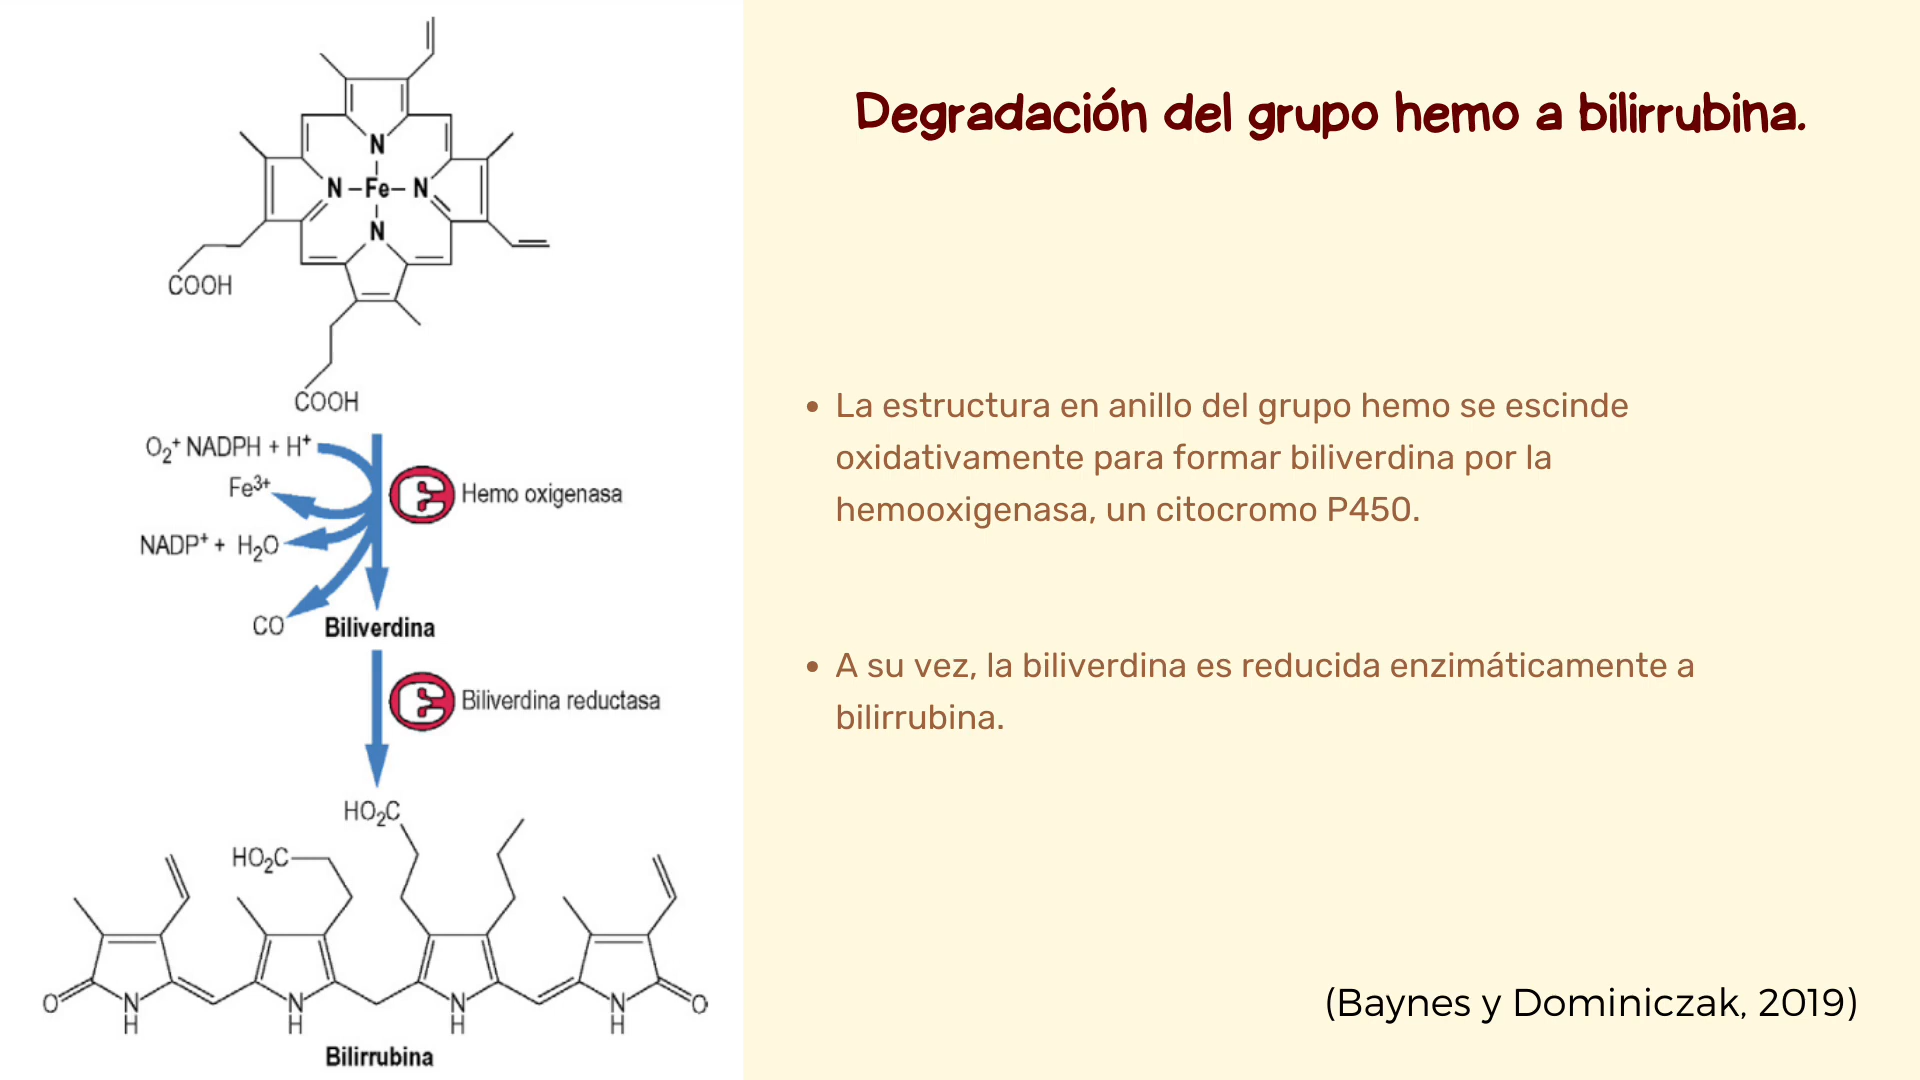 Degradación del grupo hemo a bilirrubina.
N
N
Fe
N
N
COOH
COOH
O₂⁺ NADPH + H⁺
Fe³⁺
Hemo oxigenasa
NADP⁺ + H₂O
CO
Biliverdina
Biliverdina reductasa
HO₂C
HO₂C
O
N
H
N
H
N
H
N
H
O
Bilirrubina
• La estructura en anillo del grupo hemo se escinde
oxidativamente para formar biliverdina por la
hemooxigenasa, un citocromo P450.
• A su vez, la biliverdina es reducida enzimáticamente a
bilirrubina.
(Baynes y Dominiczak, 2019)